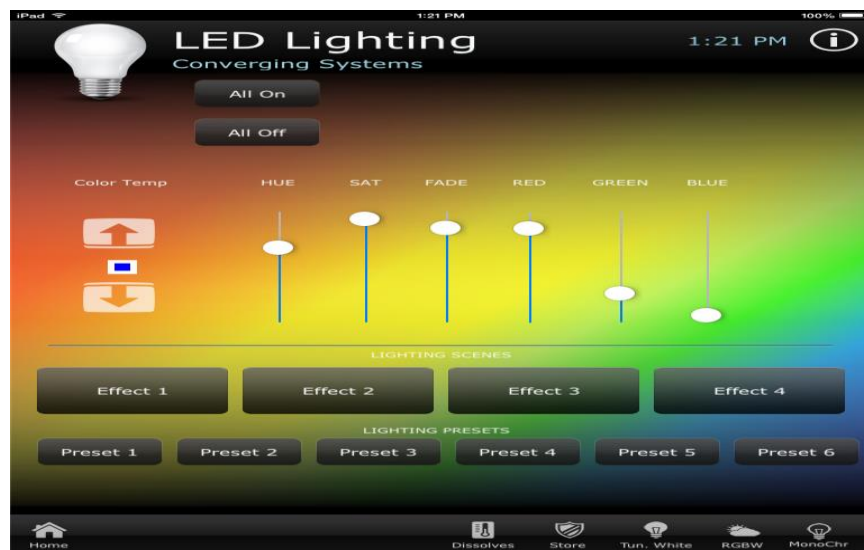 iPad 1:21 PM 100%
LED Lighting 1:21 PM
Converging Systems
All On
All Off
Color Temp HUE SAT FADE RED GREEN BLUE
LIGHTING SCENES
Effect 1 Effect 2 Effect 3 Effect 4
LIGHTING PRESETS
Preset 1 Preset 2 Preset 3 Preset 4 Preset 5 Preset 6
Home Dissolves Store Tun. White RGBW MonoChr